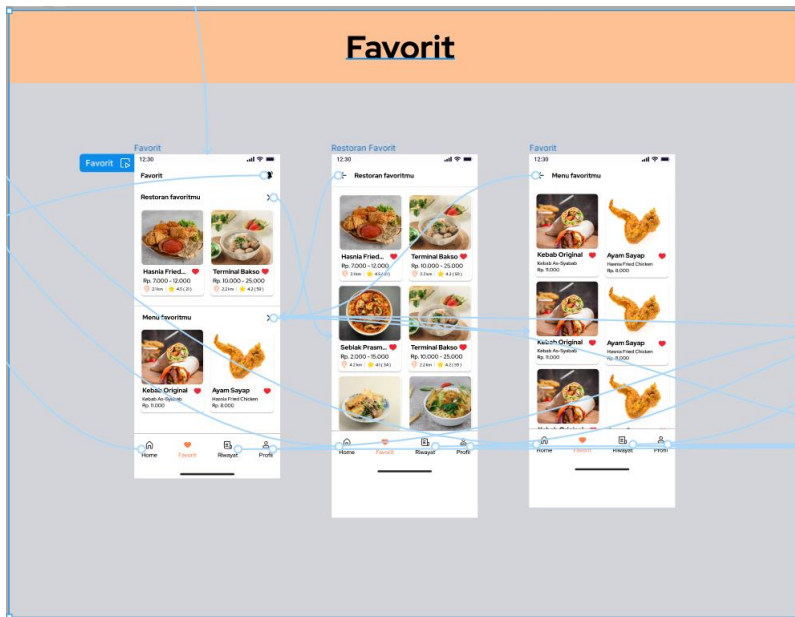 Favorit
Favorit
Favorit
12:30
Favorit
Restoran favoritmu
Hasnia Fried...
Rp. 7.000 - 12.000
Terminal Bakso
Rp. 10.000 - 25.000
Menu favoritmu
Kebab Original
Kebab As-Syabab
Rp. 11.000
Ayam Sayap
Hasnia Fried Chicken
Rp. 8.000
Home
Favorit
Riwayat
Profil
Restoran Favorit
12:30
Restoran favoritmu
Hasnia Fried...
Rp. 7.000 - 12.000
Terminal Bakso
Rp. 10.000 - 25.000
Seblak Prasm...
Rp. 2.000 - 15.000
Terminal Bakso
Rp. 10.000 - 25.000
Home
Favorit
Riwayat
Profil
Favorit
12:30
Menu favoritmu
Kebab Original
Kebab As-Syabab
Rp. 11.000
Ayam Sayap
Hasnia Fried Chicken
Rp. 8.000
Kebab Original
Kebab As-Syabab
Rp. 11.000
Ayam Sayap
Hasnia Fried Chicken
Rp. 8.000
Home
Favorit
Riwayat
Profil